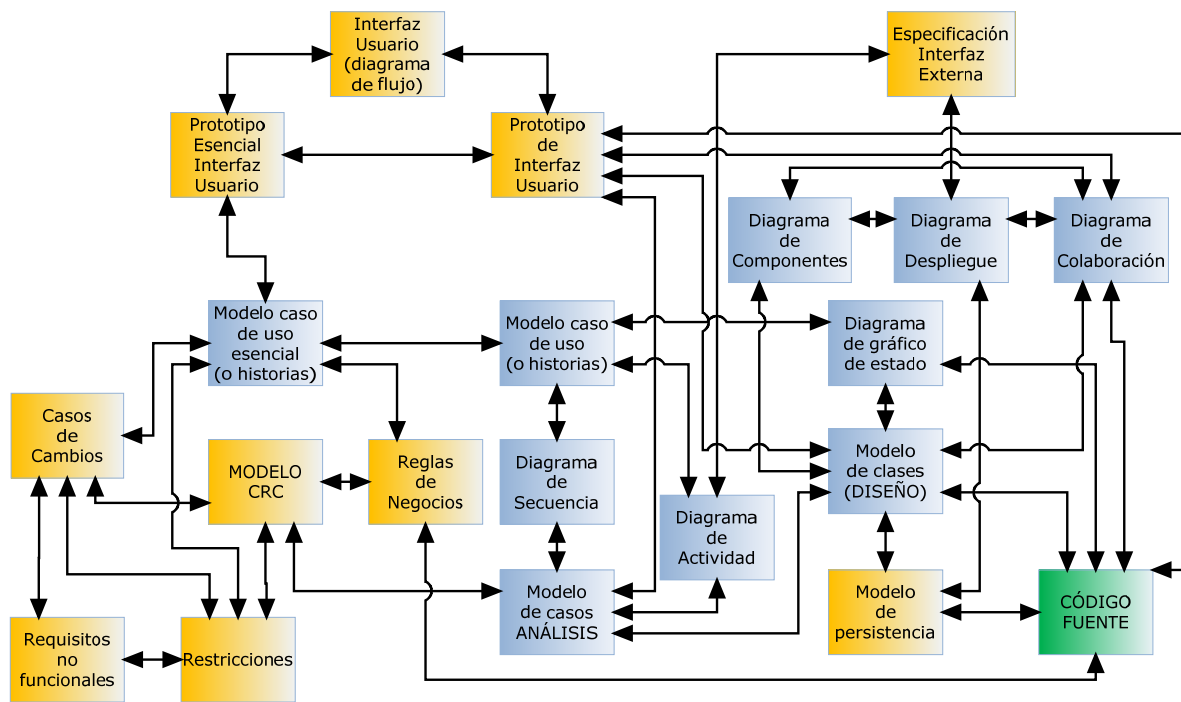 Interfaz
Usuario
(diagrama
de flujo)
Especificación
Interfaz
Externa
Prototipo
Esencial
Interfaz
Usuario
Prototipo
de
Interfaz
Usuario
Diagrama
de
Componentes
Diagrama
de
Despliegue
Diagrama
de
Colaboración
Modelo caso
de uso
esencial
(o historias)
Modelo caso
de uso
(o historias)
Diagrama
de gráfico
de estado
Casos
de
Cambios
MODELO
CRC
Reglas
de
Negocios
Diagrama
de
Secuencia
Modelo
de clases
(DISEÑO)
Diagrama
de
Actividad
Modelo
de casos
ANÁLISIS
Modelo
de
persistencia
CÓDIGO
FUENTE
Requisitos
no
funcionales
Restricciones